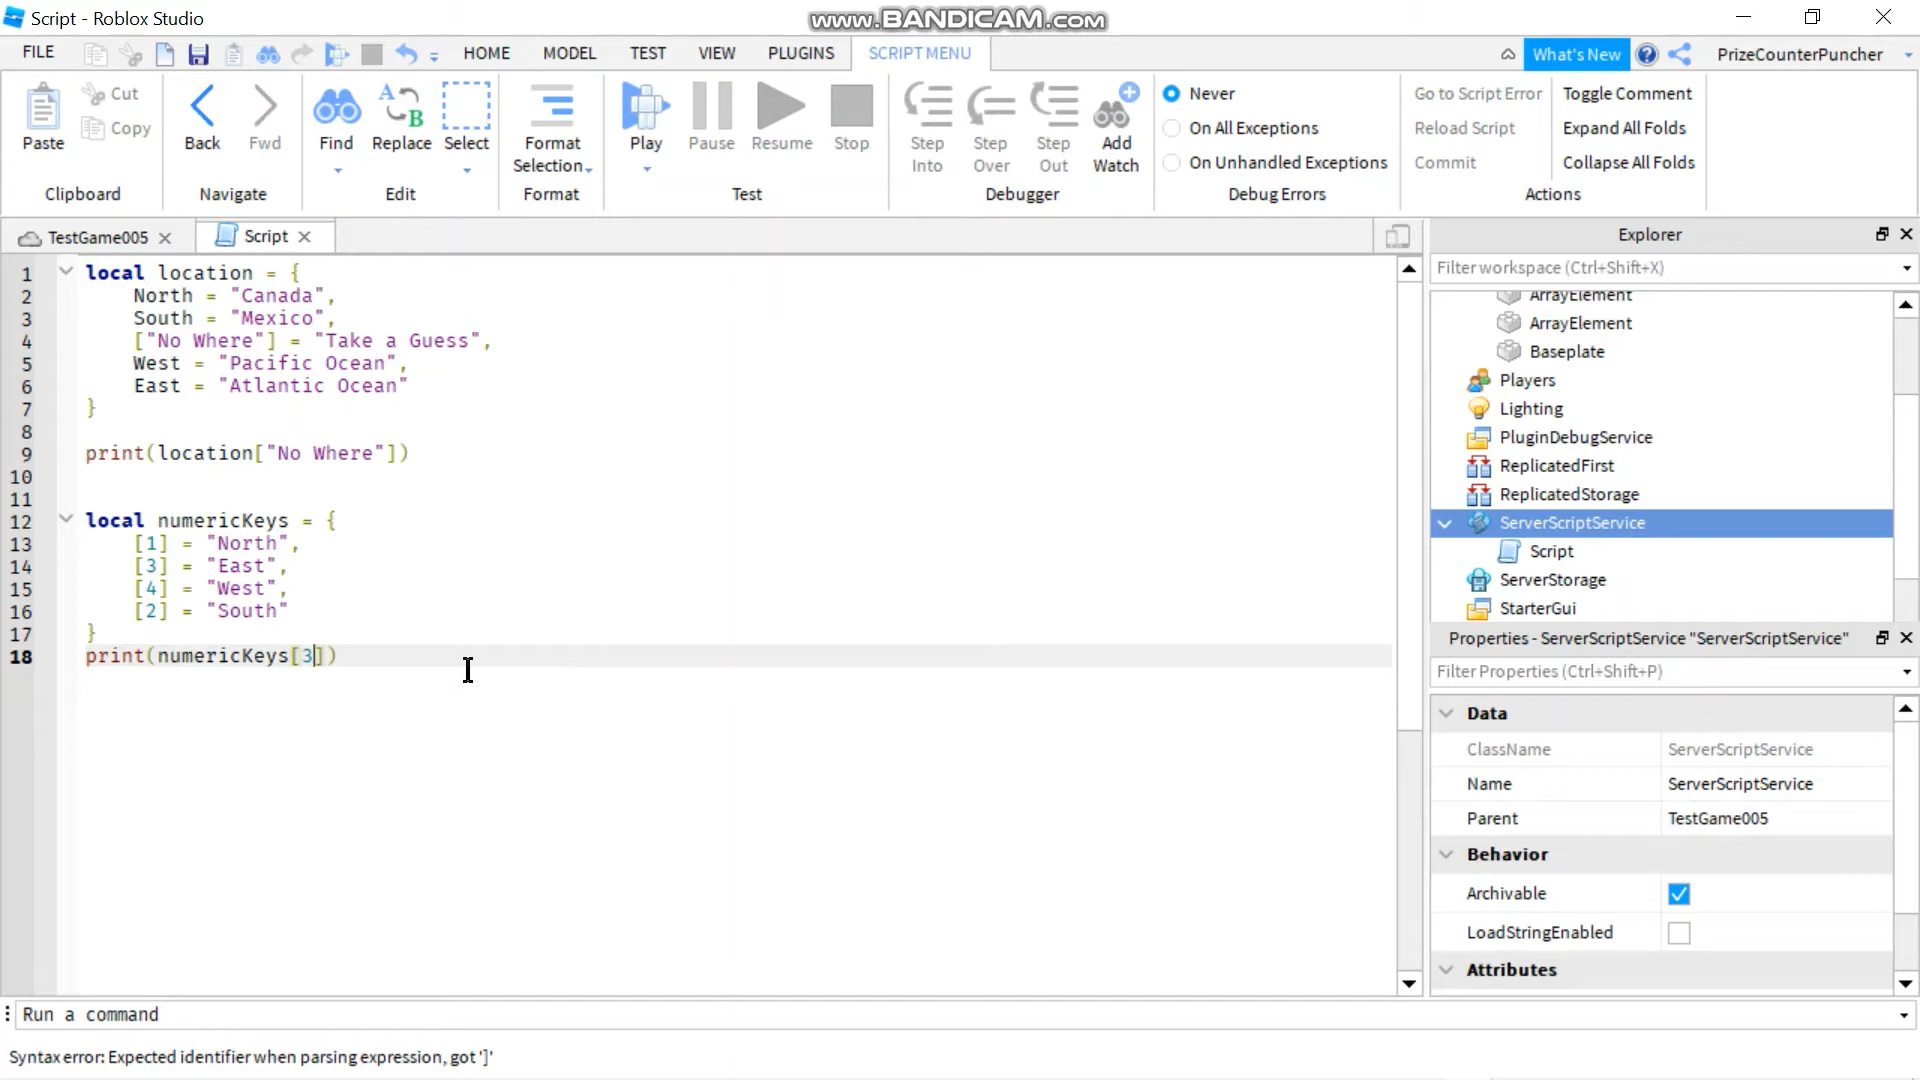 Script - Roblox Studio
www.BANDICAM.com
FILE
HOME
MODEL
TEST
VIEW
PLUGINS
SCRIPT MENU
What's New
PrizeCounterPuncher
Paste
Cut
Copy
Clipboard
Back
Fwd
Navigate
Find
Replace
Select
Edit
Format
Selection
Format
Play
Pause
Resume
Stop
Test
Step
Into
Step
Over
Step
Out
Add
Watch
Debugger
Never
On All Exceptions
On Unhandled Exceptions
Debug Errors
Go to Script Error
Reload Script
Commit
Toggle Comment
Expand All Folds
Collapse All Folds
Actions
TestGame005
Script
1 local location = {
2 North = "Canada",
3 South = "Mexico",
4 ["No Where"] = "Take a Guess",
5 West = "Pacific Ocean",
6 East = "Atlantic Ocean"
7 }
8
9 print(location["No Where"])
10
11
12 local numericKeys = {
13 [1] = "North",
14 [3] = "East",
15 [4] = "West",
16 [2] = "South"
17 }
18 print(numericKeys[3])
Explorer
Filter workspace (Ctrl+Shift+X)
ArrayElement
ArrayElement
Baseplate
Players
Lighting
PluginDebugService
ReplicatedFirst
ReplicatedStorage
ServerScriptService
Script
ServerStorage
StarterGui
Properties - ServerScriptService "ServerScriptService"
Filter Properties (Ctrl+Shift+P)
Data
ClassName ServerScriptService
Name ServerScriptService
Parent TestGame005
Behavior
Archivable
LoadStringEnabled
Attributes
Run a command
Syntax error: Expected identifier when parsing expression, got ']'